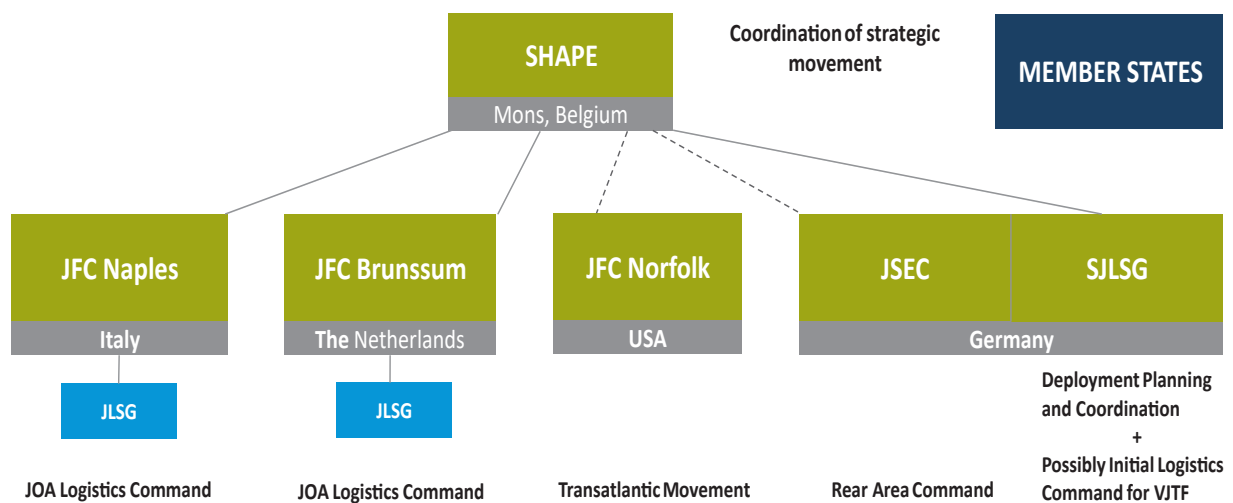 SHAPE
Mons, Belgium
Coordination of strategic
movement
MEMBER STATES
JFC Naples
Italy
JFC Brunssum
The Netherlands
JFC Norfolk
USA
JSEC
SJLSG
Germany
JLSG
JLSG
Deployment Planning
and Coordination
+
Possibly Initial Logistics
Command for VJTF
JOA Logistics Command
JOA Logistics Command
Transatlantic Movement
Rear Area Command